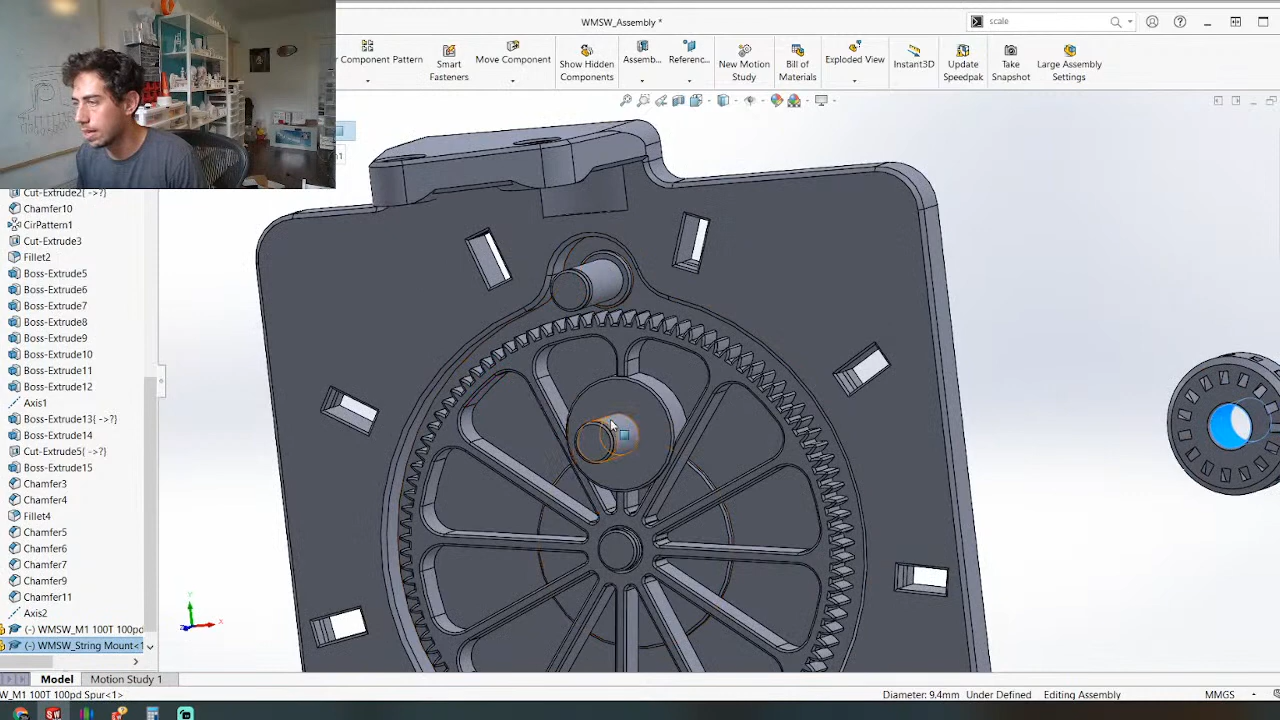 WMSW_Assembly *
scale
Component Pattern
Smart
Fasteners
Move Component
Show Hidden
Components
Assemb...
Referenc...
New Motion
Study
Bill of
Materials
Exploded View
Instant3D
Update
Speedpak
Take
Snapshot
Large Assembly
Settings
Cut-Extrude2{ ->?}
Chamfer10
CirPattern1
Cut-Extrude3
Fillet2
Boss-Extrude5
Boss-Extrude6
Boss-Extrude7
Boss-Extrude8
Boss-Extrude9
Boss-Extrude10
Boss-Extrude11
Boss-Extrude12
Axis1
Boss-Extrude13{ ->?}
Boss-Extrude14
Cut-Extrude5{ ->?}
Boss-Extrude15
Chamfer3
Chamfer4
Fillet4
Chamfer5
Chamfer6
Chamfer7
Chamfer9
Chamfer11
Axis2
(-) WMSW_M1 100T 100pd
(-) WMSW_String Mount<1
Model
Motion Study 1
W_M1 100T 100pd Spur<1>
Diameter: 9.4mm
Under Defined
Editing Assembly
MMGS